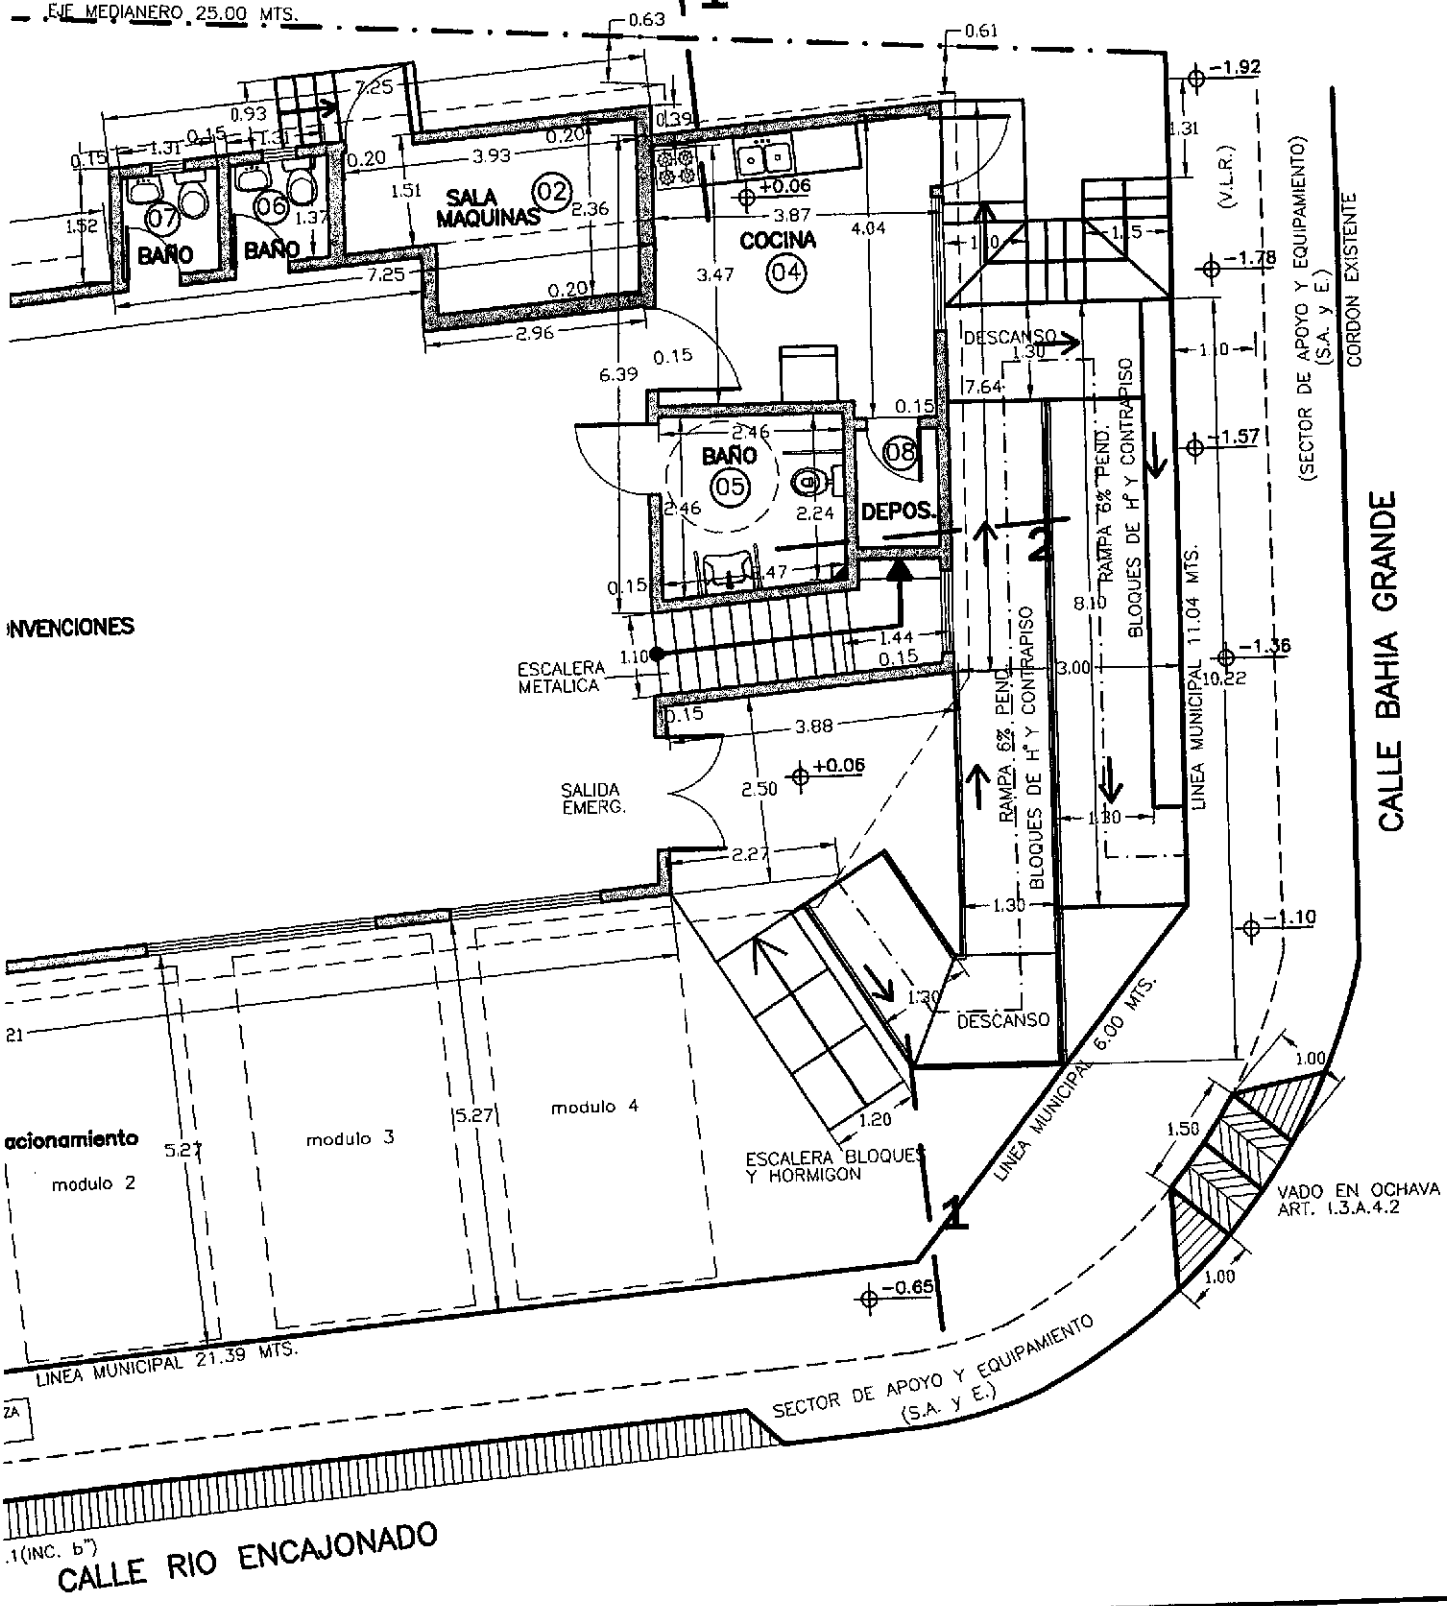 EJE MEDIANERO 25.00 MTS.
0.63
1
0.61
-1.92
7.25
0.93
0.39
1.31
0.15
0.15
1.31
1.31
0.20
0.20
3.93
1.51
SALA
MAQUINAS
02
2.36
+0.06
3.87
4.04
COCINA
04
3.47
1.52
07
BAÑO
06
1.37
BAÑO
7.25
0.20
2.96
1.15
(V.L.R.)
-1.78
(SECTOR DE APOYO Y EQUIPAMIENTO)
(S.A. y E.)
CORDON EXISTENTE
DESCANSO
1.30
1.10
0.15
6.39
7.64
0.15
2.46
BAÑO
05
2.46
2.24
08
DEPOS.
-1.57
RAMPA 6% PEND.
BLOQUES DE Hº Y CONTRAPISO
2
0.15
8.10
LINEA MUNICIPAL 11.04 MTS.
CALLE BAHIA GRANDE
NVENCIONES
1.10
ESCALERA
METALICA
1.44
0.15
3.00
-1.36
10.22
0.15
3.88
RAMPA 6% PEND.
BLOQUES DE Hº Y CONTRAPISO
SALIDA
EMERG.
2.50
+0.06
1.30
2.27
1.30
-1.10
1.30
DESCANSO
21
LINEA MUNICIPAL 6.00 MTS.
1.00
acionamiento
modulo 2
5.27
modulo 3
5.27
modulo 4
1.20
ESCALERA BLOQUES
Y HORMIGON
1.50
VADO EN OCHAVA
ART. I.3.A.4.2
1
1.00
-0.65
LINEA MUNICIPAL 21.39 MTS.
SECTOR DE APOYO Y EQUIPAMIENTO
(S.A. y E.)
ZA
.1(INC. b")
CALLE RIO ENCAJONADO